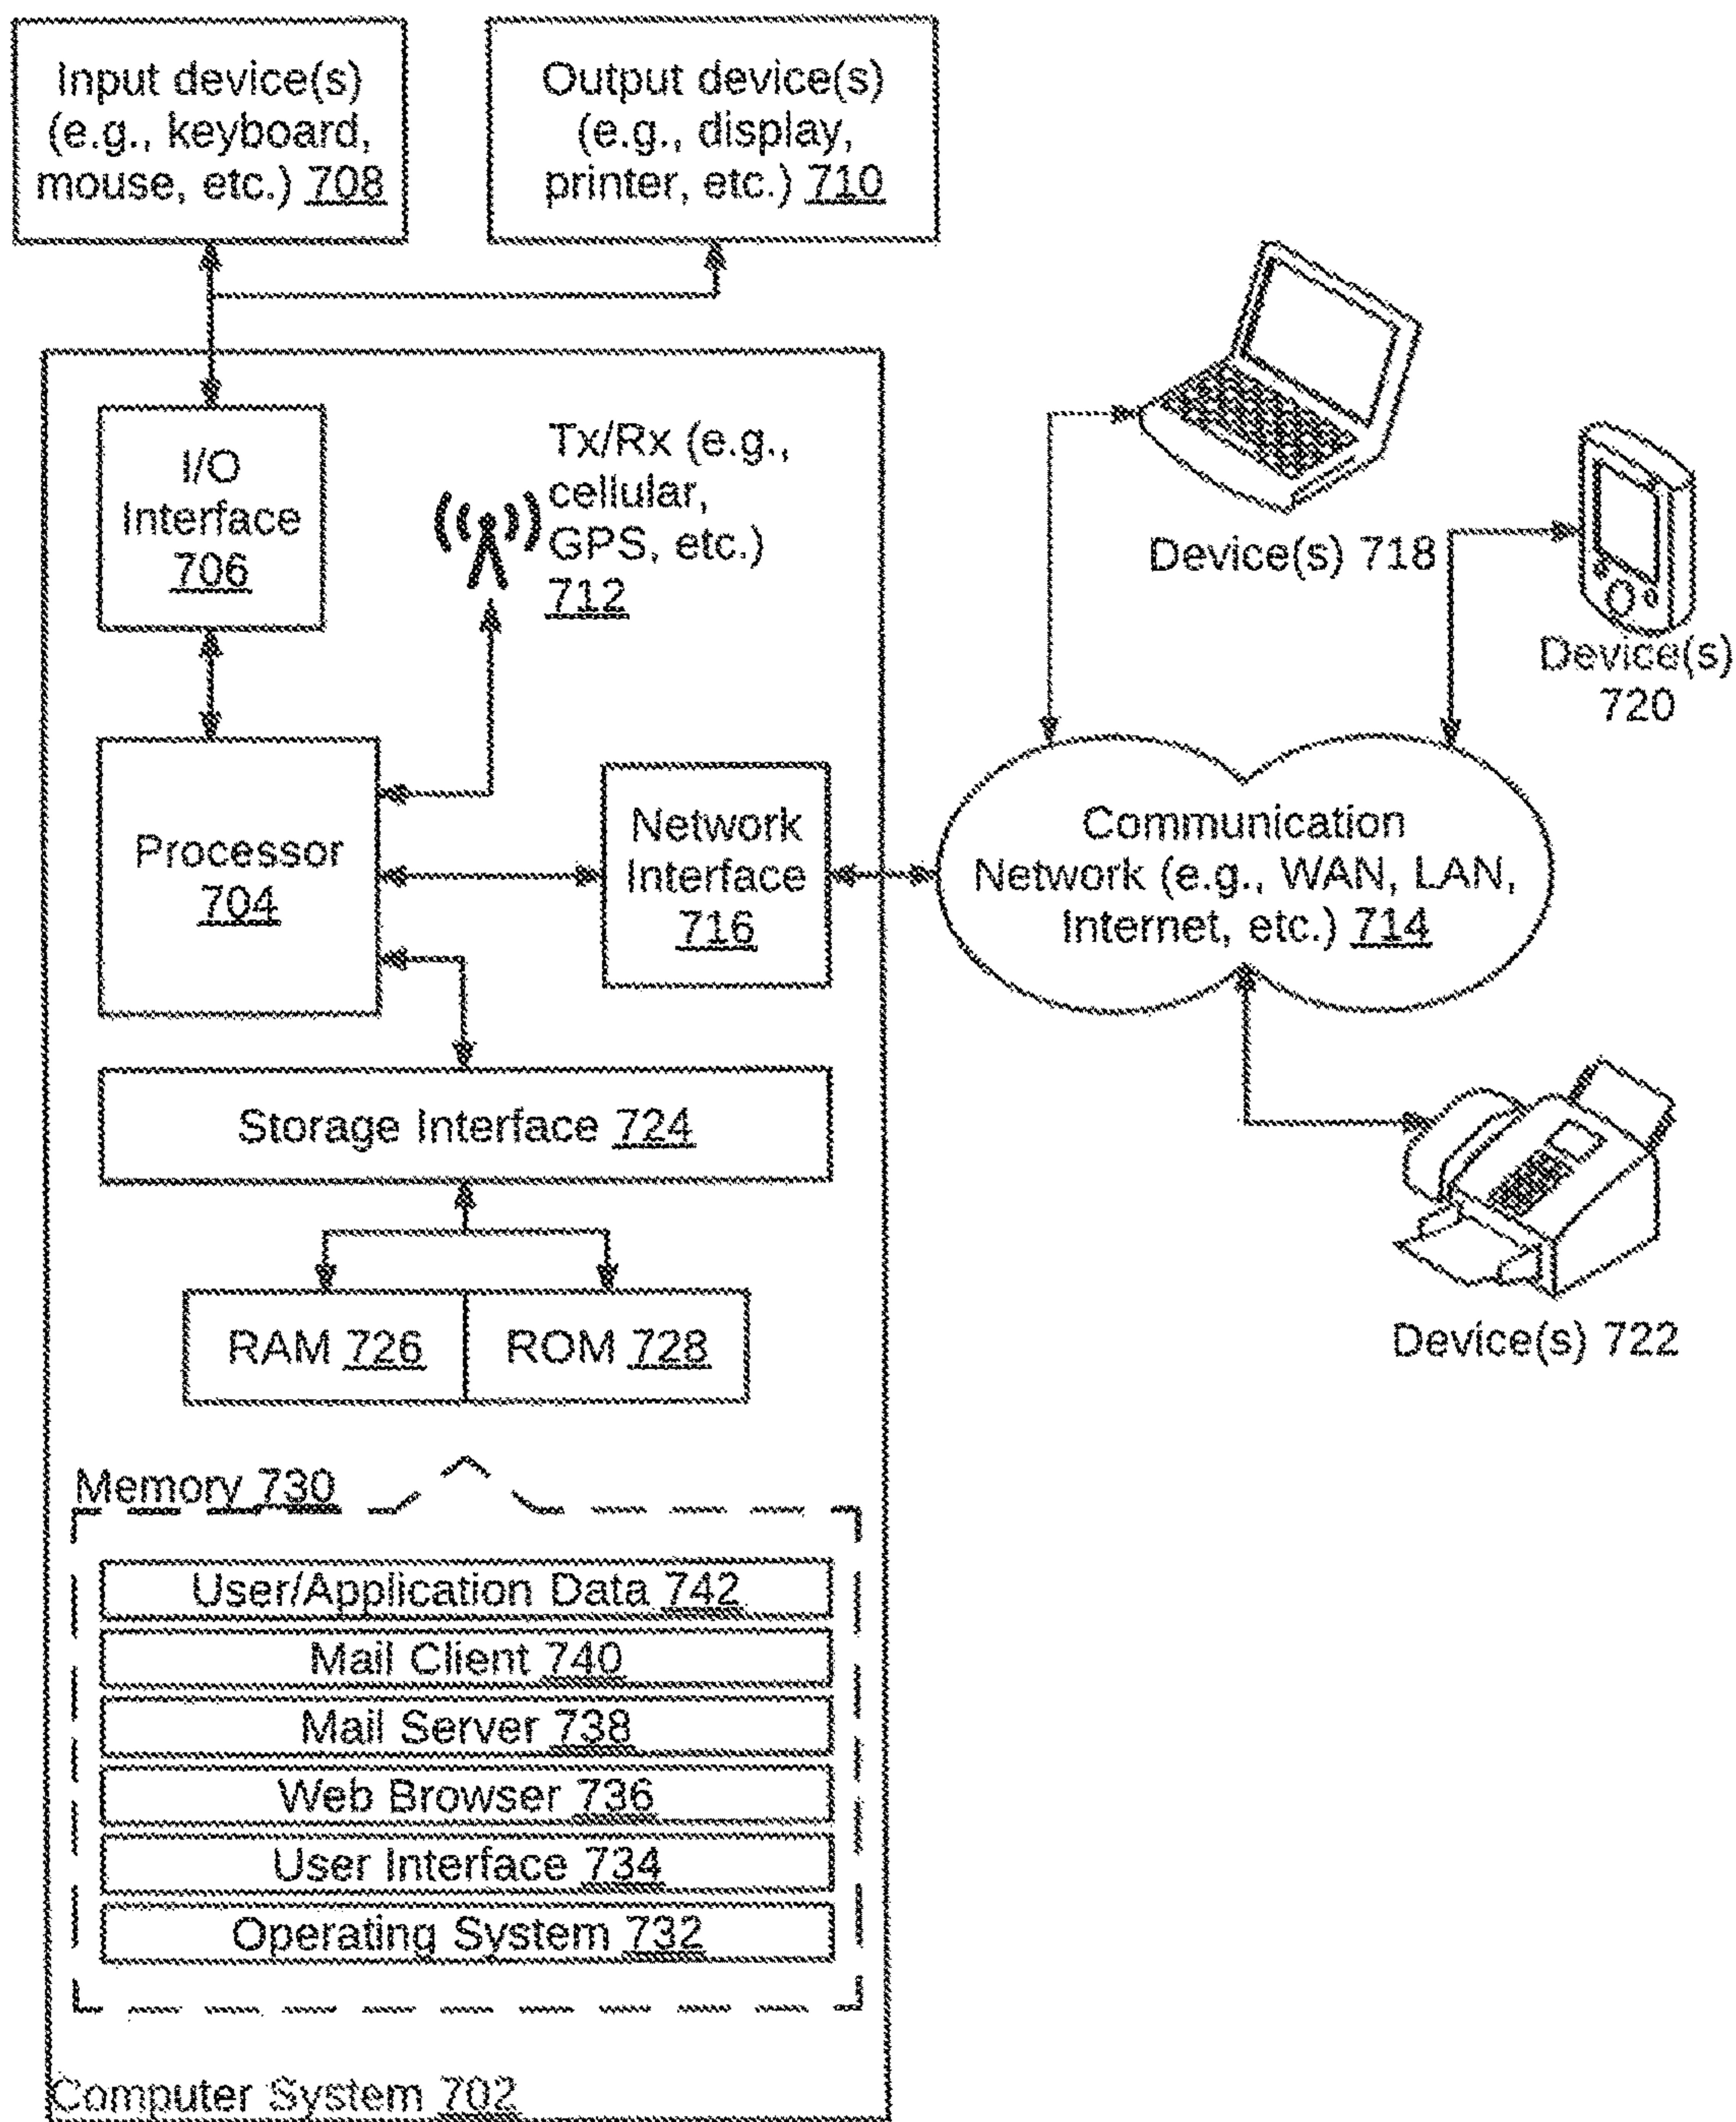 Input device(s)
(e.g., keyboard,
mouse, etc.) 708
Output device(s)
(e.g., display,
printer, etc.) 710
I/O
Interface
706
Tx/Rx (e.g.,
cellular,
GPS, etc.)
712
Device(s) 718
Device(s)
720
Processor
704
Network
Interface
716
Communication
Network (e.g., WAN, LAN,
Internet, etc.) 714
Storage Interface 724
RAM 726
ROM 728
Device(s) 722
Memory 730
User/Application Data 742
Mail Client 740
Mail Server 738
Web Browser 736
User Interface 734
Operating System 732
Computer System 702